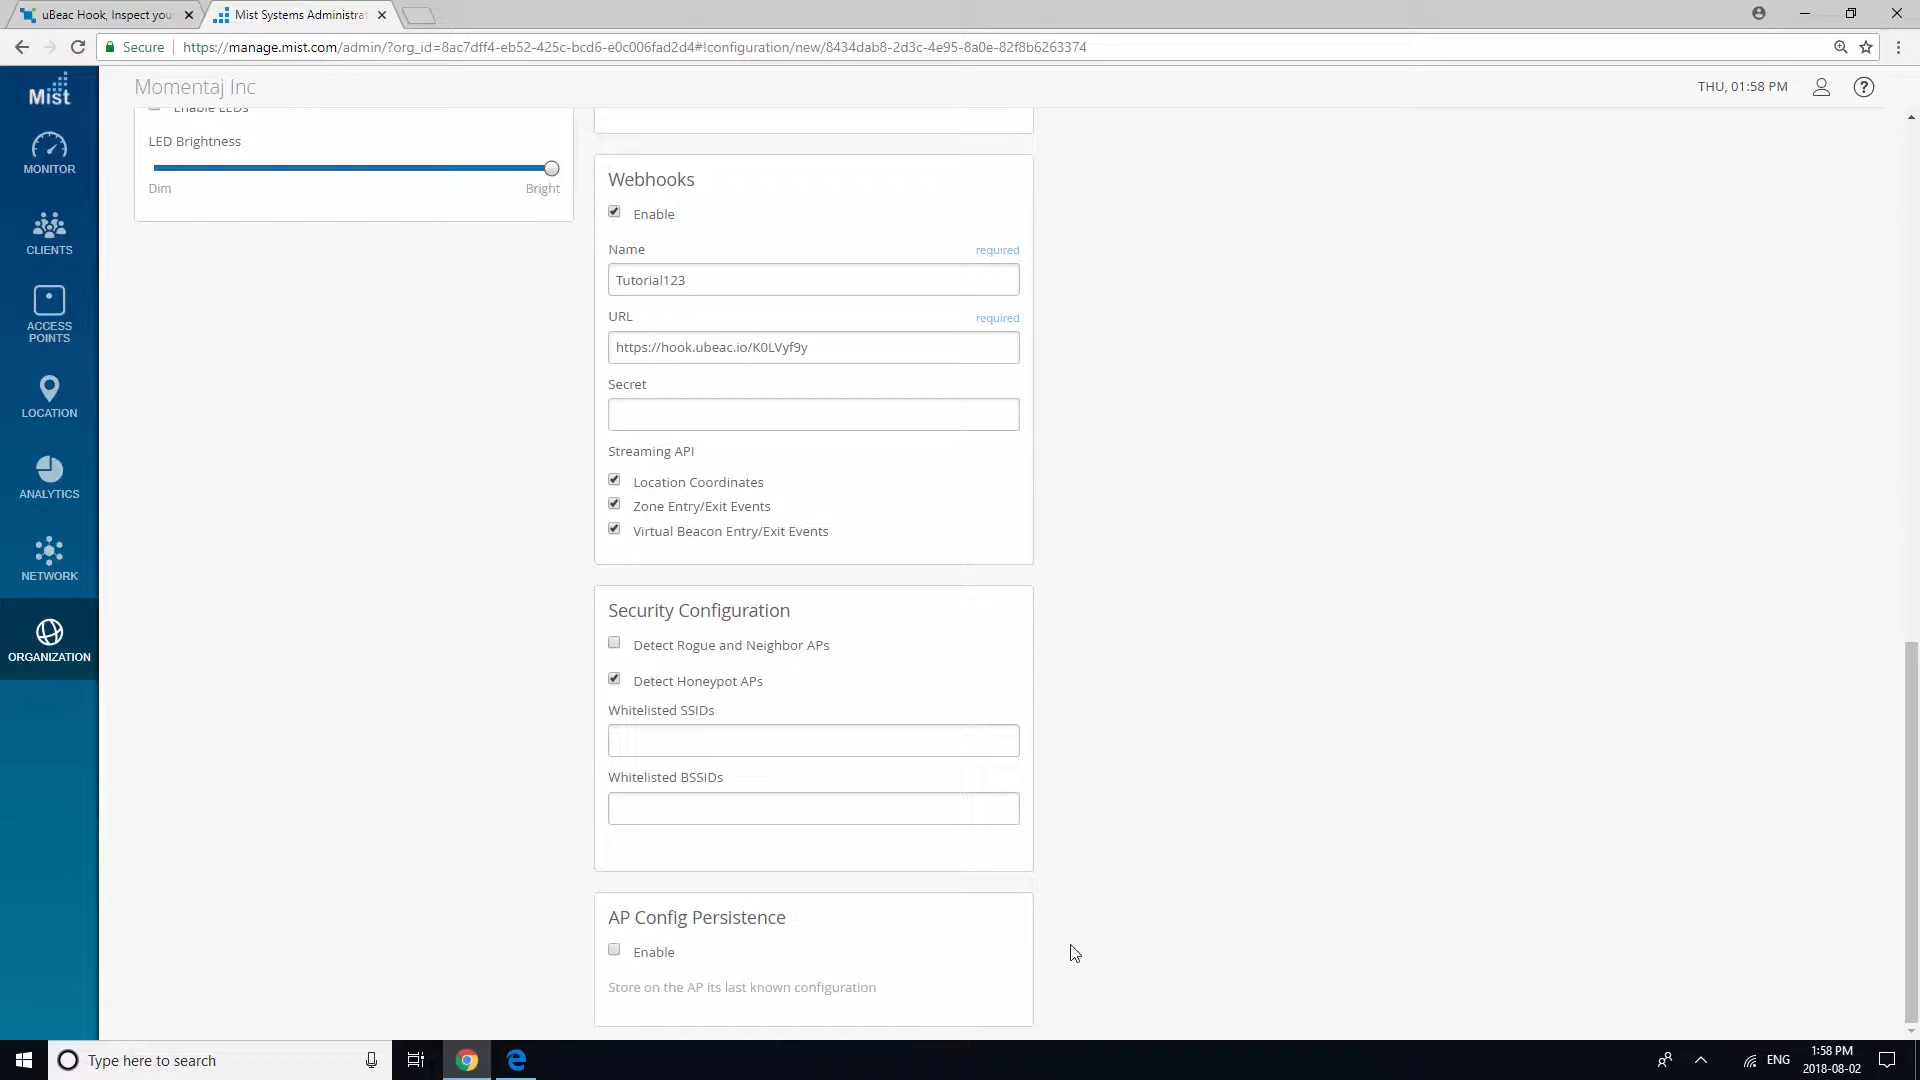 uBeac Hook, Inspect you
Mist Systems Administrat
Secure
https://manage.mist.com/admin/?org_id=8ac7dff4-eb52-425c-bcd6-e0c006fad2d4#!configuration/new/8434dab8-2d3c-4e95-8a0e-82f8b6263374
Mist
Momentaj Inc
THU, 01:58 PM
?
MONITOR
CLIENTS
ACCESS
POINTS
LOCATION
ANALYTICS
NETWORK
ORGANIZATION
Enable LEDs
LED Brightness
Dim
Bright
Webhooks
Enable
Name
required
Tutorial123
URL
required
https://hook.ubeac.io/K0LVyf9y
Secret
Streaming API
Location Coordinates
Zone Entry/Exit Events
Virtual Beacon Entry/Exit Events
Security Configuration
Detect Rogue and Neighbor APs
Detect Honeypot APs
Whitelisted SSIDs
Whitelisted BSSIDs
AP Config Persistence
Enable
Store on the AP its last known configuration
Type here to search
ENG
1:58 PM
2018-08-02